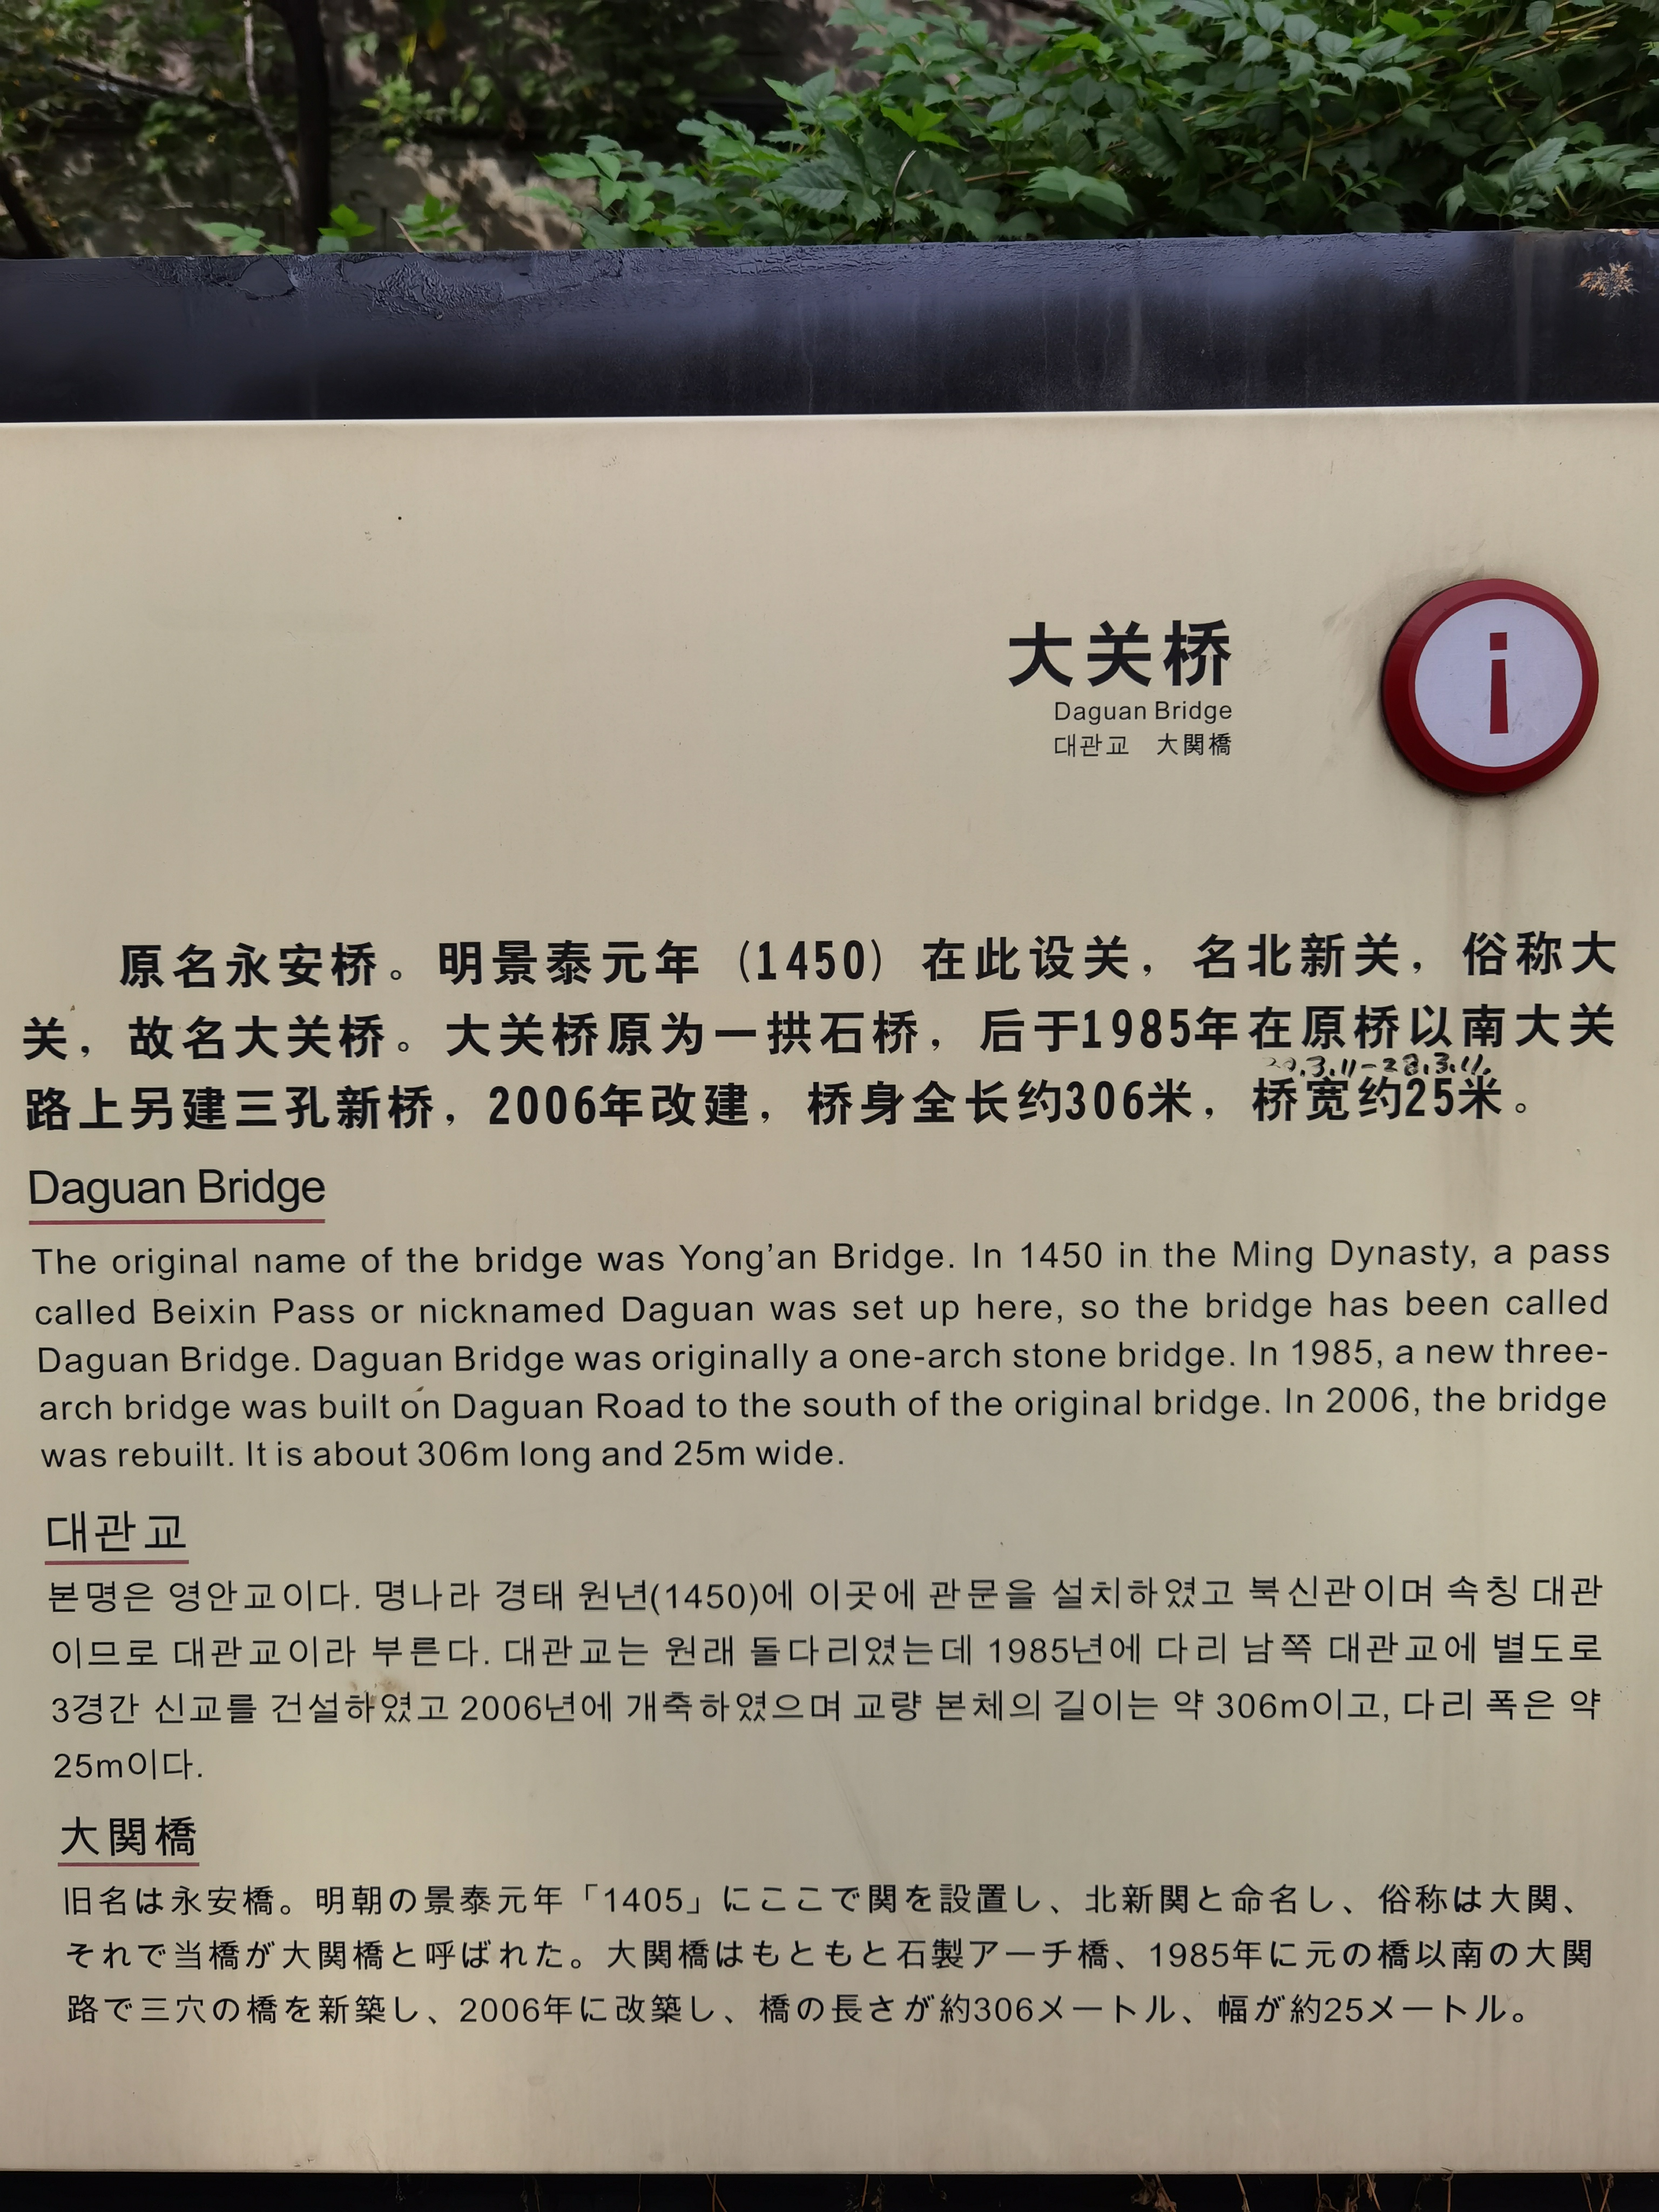 大关桥
Daguan Bridge
대관교 大関橋
i
原名永安桥。明景泰元年（1450）在此设关，名北新关，俗称大
关，故名大关桥。大关桥原为一拱石桥，后于1985年在原桥以南大关
路上另建三孔新桥，2006年改建，桥身全长约306米，桥宽约25米。
Daguan Bridge
The original name of the bridge was Yong'an Bridge. In 1450 in the Ming Dynasty, a pass
called Beixin Pass or nicknamed Daguan was set up here, so the bridge has been called
Daguan Bridge. Daguan Bridge was originally a one-arch stone bridge. In 1985, a new three-
arch bridge was built on Daguan Road to the south of the original bridge. In 2006, the bridge
was rebuilt. It is about 306m long and 25m wide.
대관교
본명은 영안교이다. 명나라 경태 원년(1450)에 이곳에 관문을 설치하였고 북신관이며 속칭 대관
이므로 대관교이라 부른다. 대관교는 원래 돌다리였는데 1985년에 다리 남쪽 대관교에 별도로
3경간 신교를 건설하였고 2006년에 개축하였으며 교량 본체의 길이는 약 306m이고, 다리 폭은 약
25m이다.
大関橋
旧名は永安橋。明朝の景泰元年「1405」にここで関を設置し、北新関と命名し、俗称は大関、
それで当橋が大関橋と呼ばれた。大関橋はもともと石製アーチ橋、1985年に元の橋以南の大関
路で三穴の橋を新築し、2006年に改築し、橋の長さが約306メートル、幅が約25メートル。